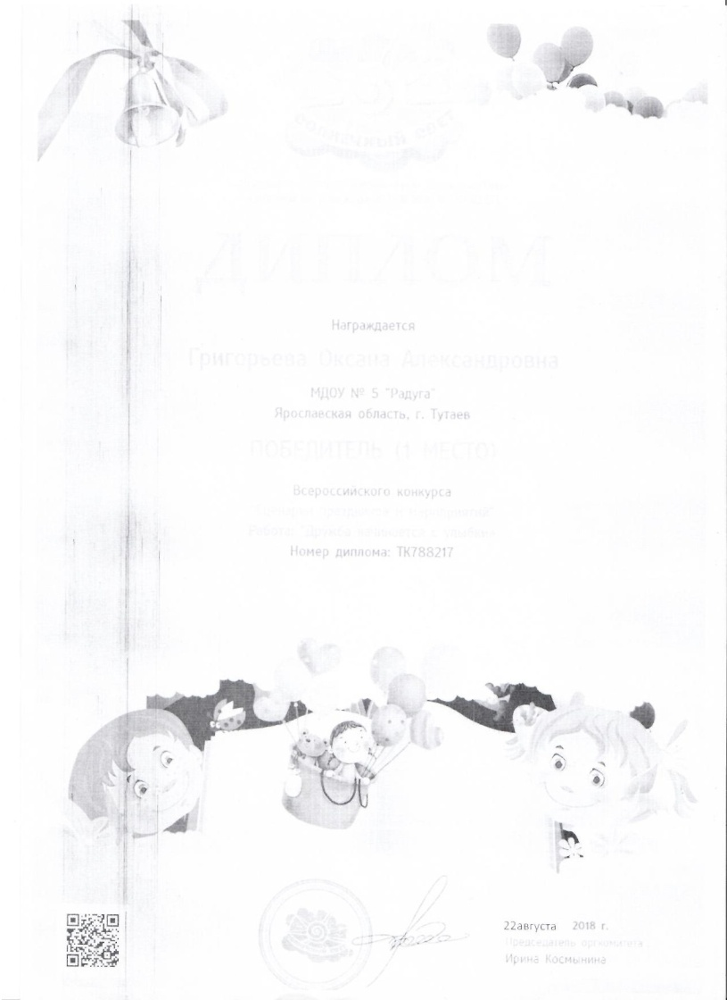 ДИПЛОМ
Награждается
Григорьева Оксана Александровна
МДОУ № 5 "Радуга"
Ярославская область, г. Тутаев
ПОБЕДИТЕЛЬ (1 МЕСТО)
Всероссийского конкурса
Работа: "Дружба начинается с улыбки"
Номер диплома: ТК788217
22августа 2018 г.
Председатель оргкомитета
Ирина Космынина